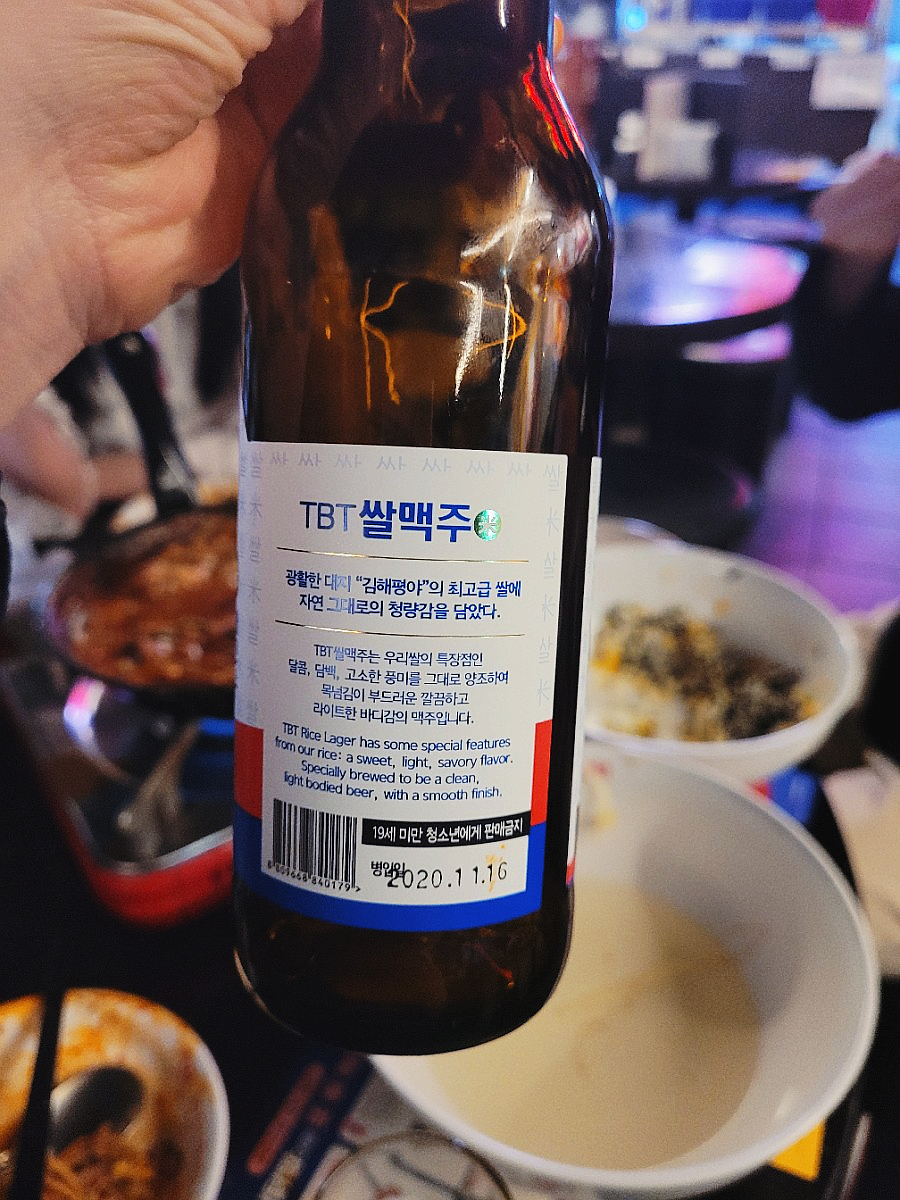 TBT쌀맥주
광활한 대지 “김해평야”의 최고급 쌀에
자연 그대로의 청량감을 담았다.
TBT쌀맥주는 우리쌀의 특장점인
달콤, 담백, 고소한 풍미를 그대로 양조하여
목넘김이 부드러운 깔끔하고
라이트한 바디감의 맥주입니다.
TBT Rice Lager has some special features
from our rice: a sweet, light, savory flavor.
Specially brewed to be a clean,
light bodied beer, with a smooth finish.
19세 미만 청소년에게 판매금지
병입일
2020.11.16
8 809668 840179 >